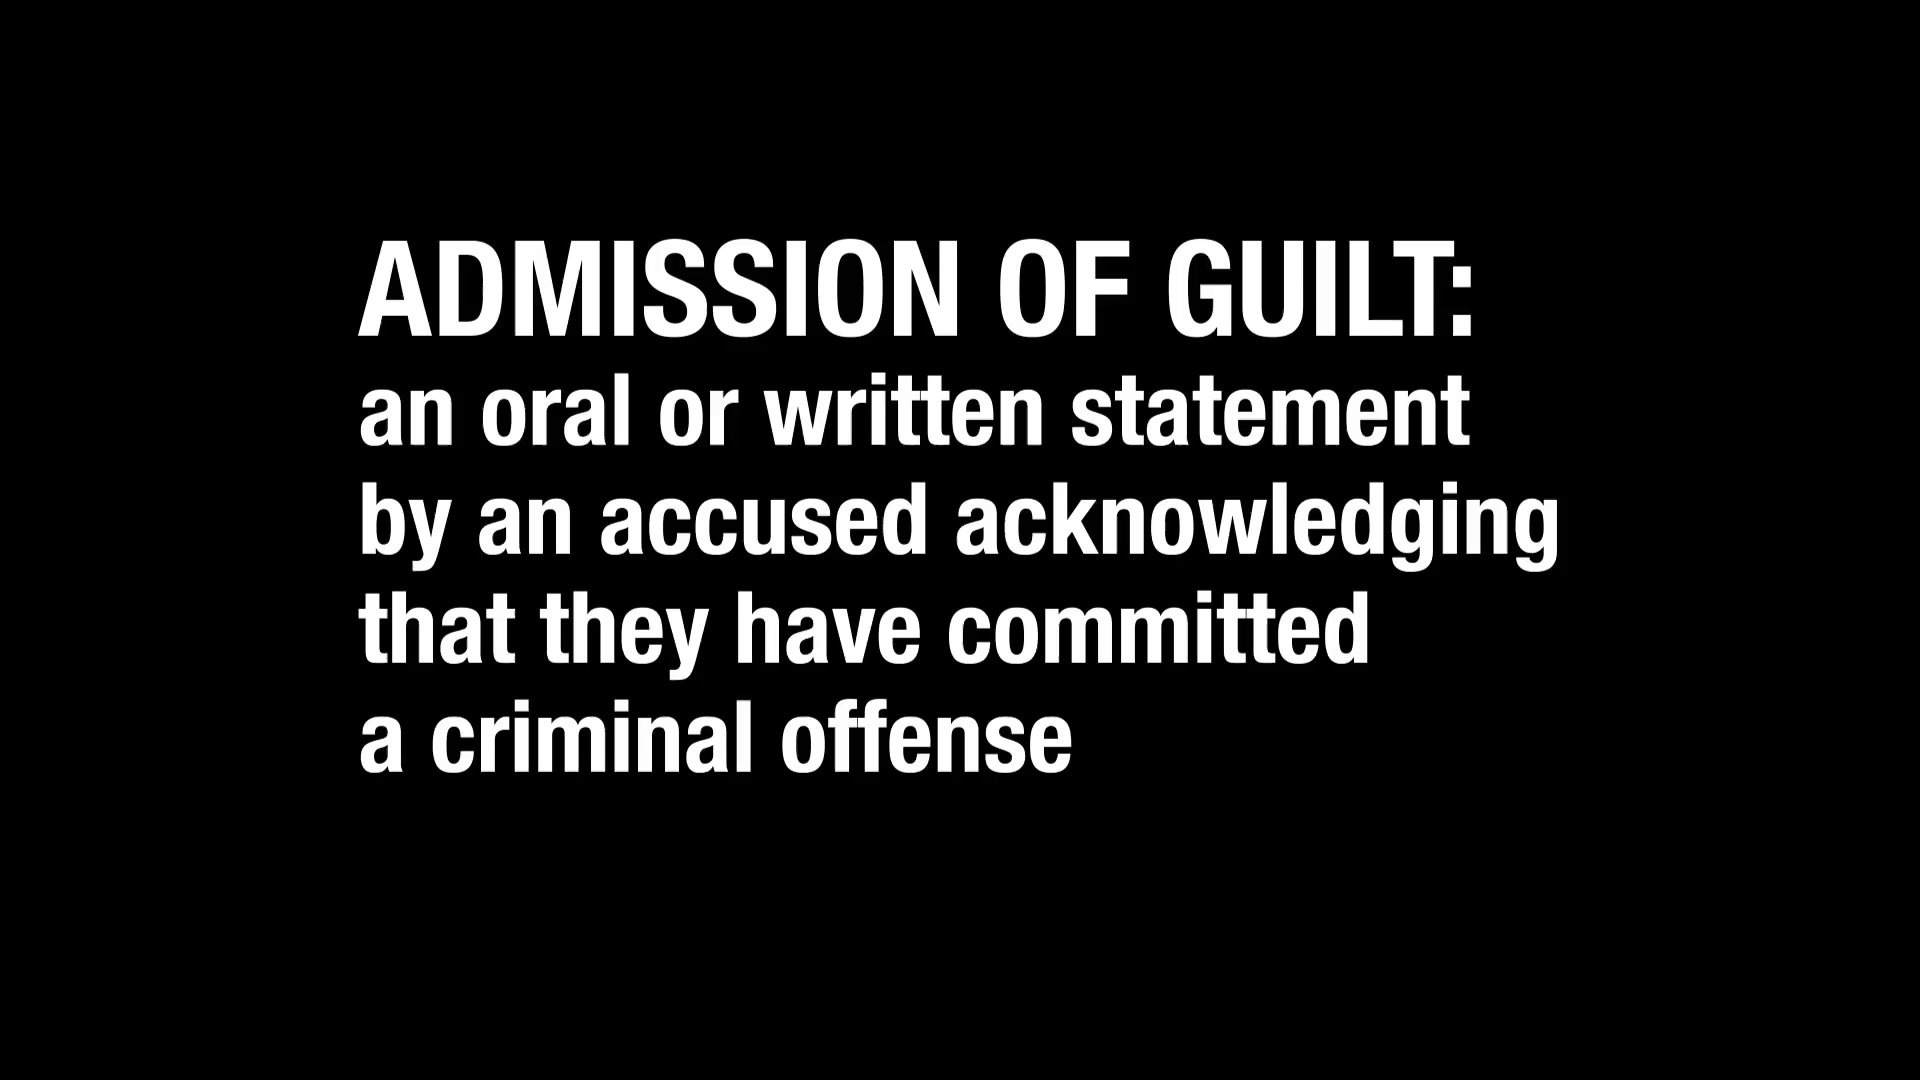 ADMISSION OF GUILT:
an oral or written statement
by an accused acknowledging
that they have committed
a criminal offense